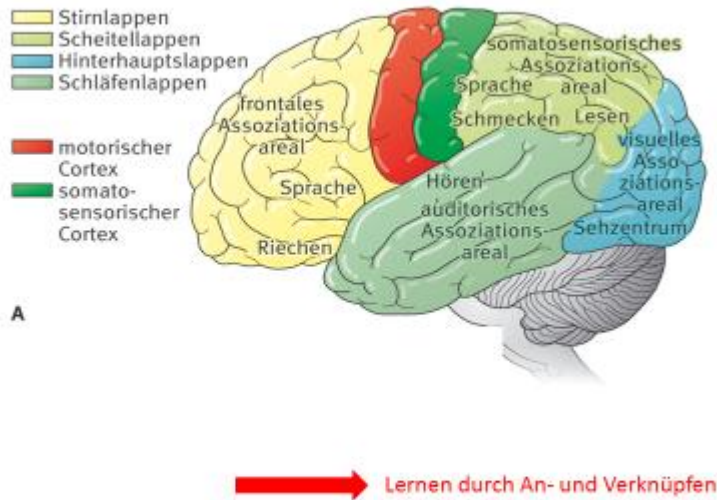 Stirnlappen
Scheitellappen
Hinterhauptslappen
Schläfenlappen
motorischer
Cortex
somato-
sensorischer
Cortex
frontales
Assoziations-
areal
Sprache
Riechen
somatosensorisches
Assoziations-
areal
Sprache
Schmecken
Lesen
visuelles
Asso-
ziations-
areal
Sehzentrum
Hören
auditorisches
Assoziations-
areal
A
Lernen durch An- und Verknüpfen